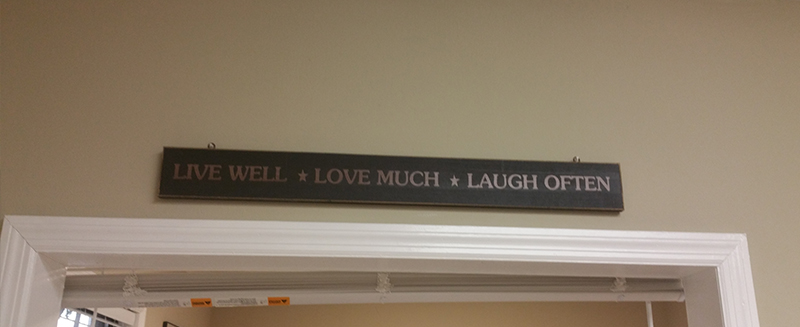 LIVE WELL ★ LOVE MUCH ★ LAUGH OFTEN